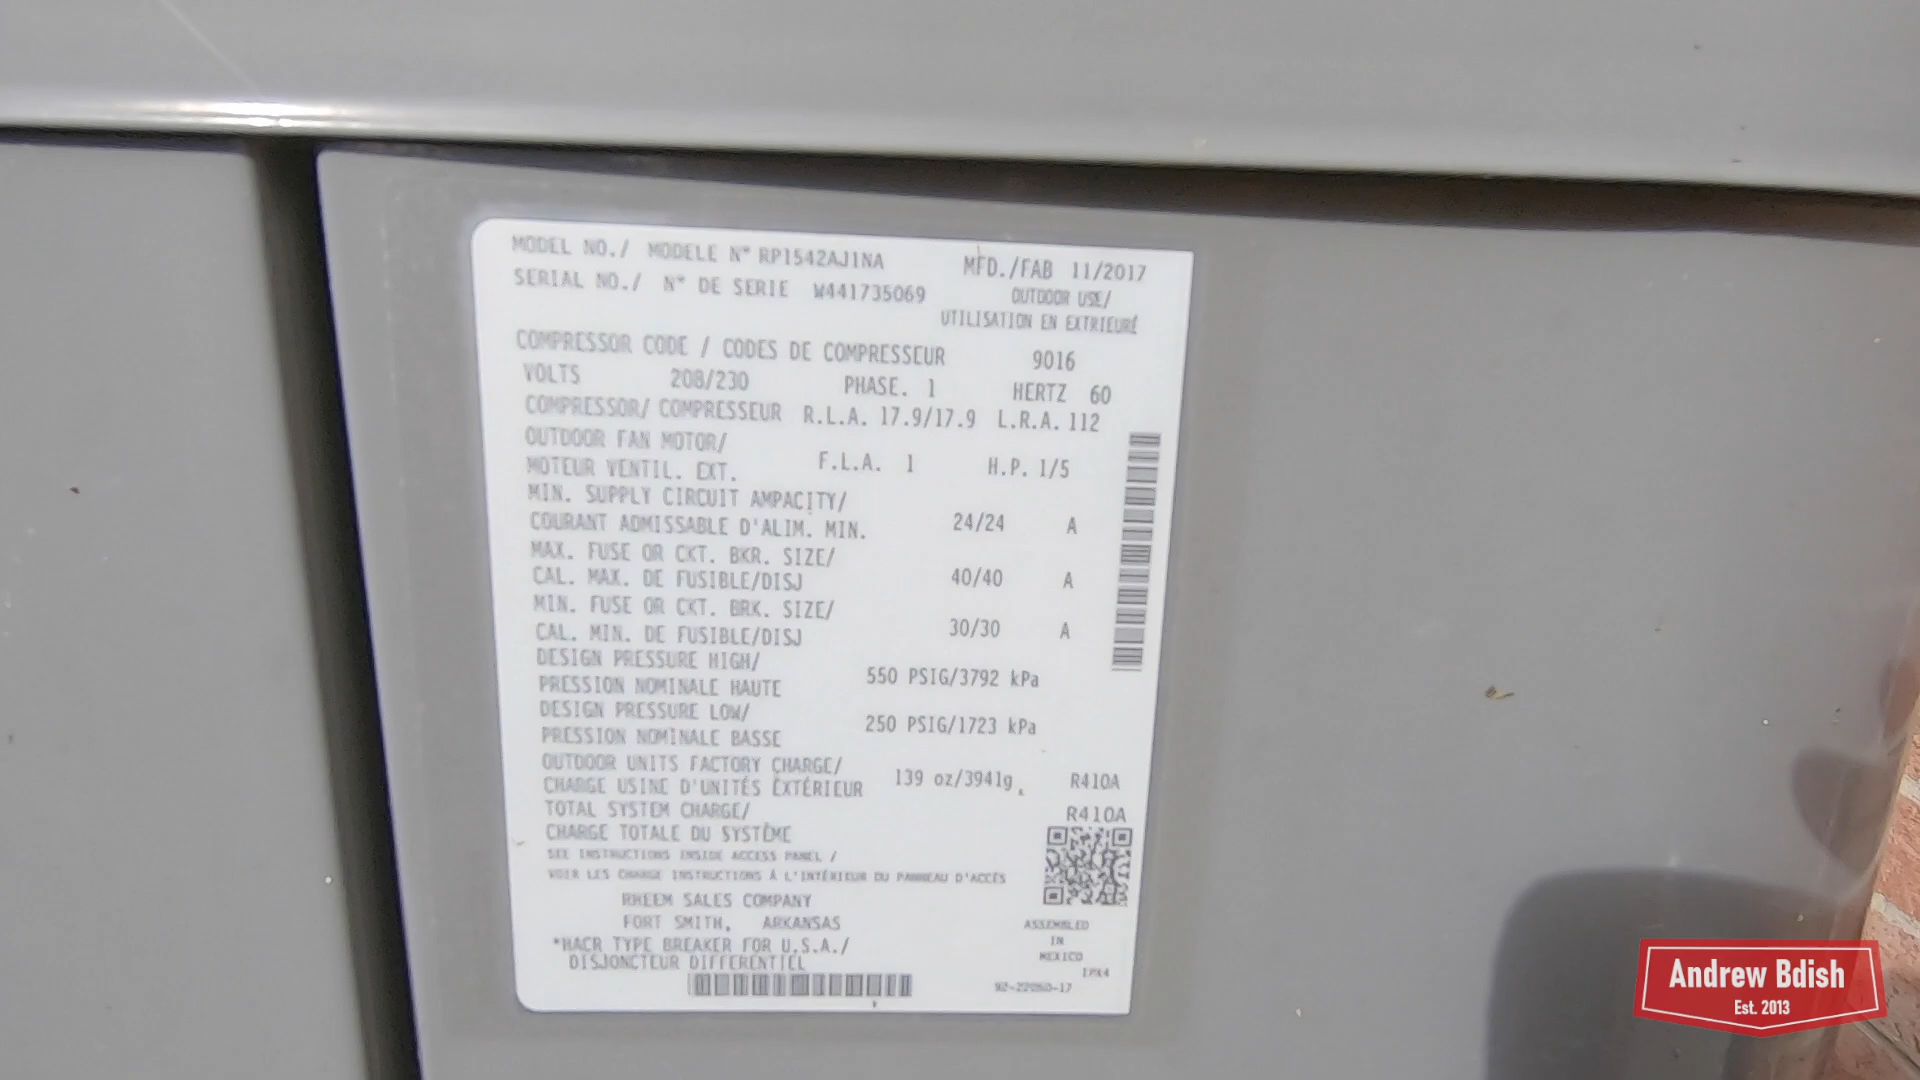 MODEL NO./ MODELE N° RP1542AJ1NA MFD./FAB 11/2017
SERIAL NO./ N° DE SERIE W441735069 OUTDOOR USE/
UTILISATION EN EXTRIEURÉ
COMPRESSOR CODE / CODES DE COMPRESSEUR 9016
VOLTS 208/230 PHASE. 1 HERTZ 60
COMPRESSOR/ COMPRESSEUR R.L.A. 17.9/17.9 L.R.A. 112
OUTDOOR FAN MOTOR/
MOTEUR VENTIL. EXT. F.L.A. 1 H.P. 1/5
MIN. SUPPLY CIRCUIT AMPACITY/
COURANT ADMISSABLE D'ALIM. MIN. 24/24 A
MAX. FUSE OR CKT. BKR. SIZE/
CAL. MAX. DE FUSIBLE/DISJ 40/40 A
MIN. FUSE OR CKT. BRK. SIZE/
CAL. MIN. DE FUSIBLE/DISJ 30/30 A
DESIGN PRESSURE HIGH/
PRESSION NOMINALE HAUTE 550 PSIG/3792 kPa
DESIGN PRESSURE LOW/
PRESSION NOMINALE BASSE 250 PSIG/1723 kPa
OUTDOOR UNITS FACTORY CHARGE/
CHARGE USINE D'UNITÉS EXTÉRIEUR 139 oz/3941g R410A
TOTAL SYSTEM CHARGE/ R410A
CHARGE TOTALE DU SYSTÈME
SEE INSTRUCTIONS INSIDE ACCESS PANEL /
VOIR LES CHARGE INSTRUCTIONS À L'INTÉRIEUR DU PANNEAU D'ACCÈS
RHEEM SALES COMPANY
FORT SMITH, ARKANSAS
*HACR TYPE BREAKER FOR U.S.A./
DISJONCTEUR DIFFERENTIEL
ASSEMBLED
IN
MEXICO
IPX4
92-22060-17
Andrew Bdish
Est. 2013